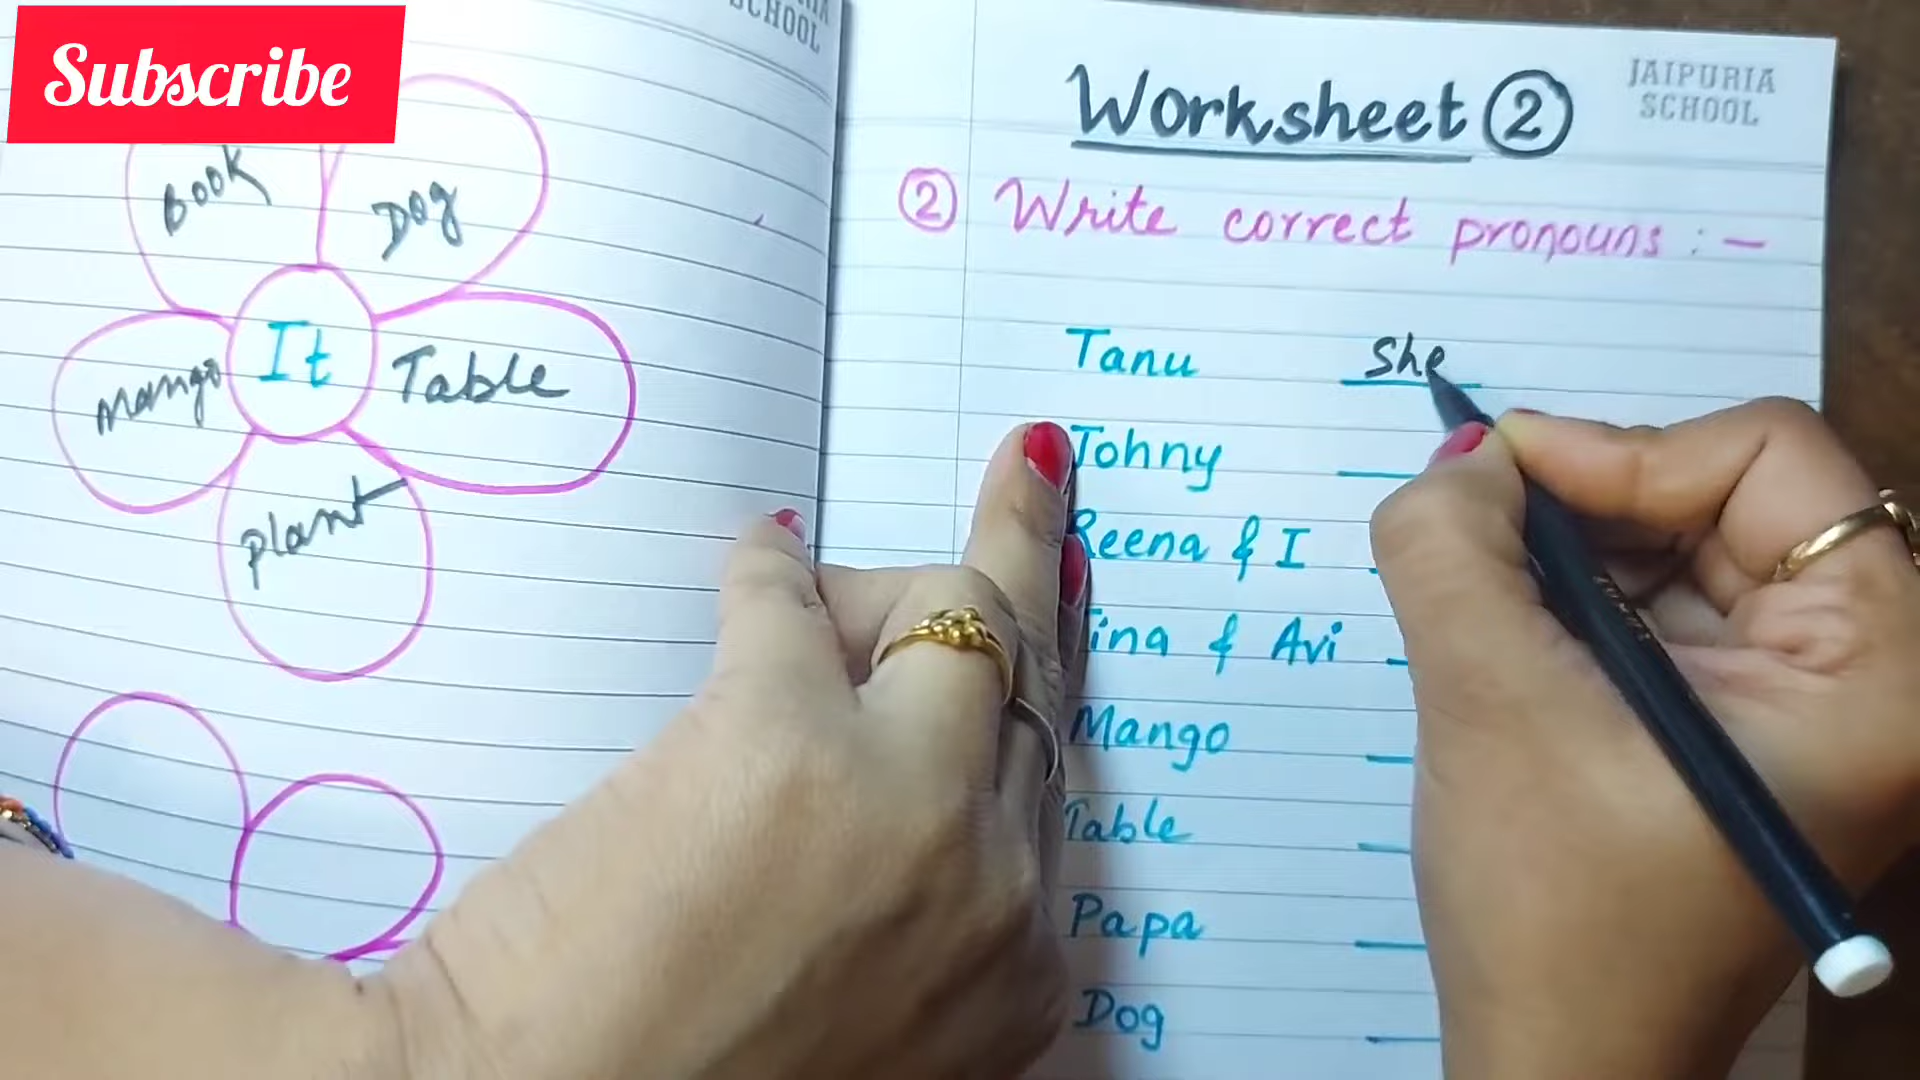 Subscribe
SCHOOL
Book
Dog
Mango
It
Table
plant
JAIPURIA
SCHOOL
Worksheet ②
② Write correct pronouns : –
Tanu She
Johny
Reena & I
Tina & Avi
Mango
Table
Papa
Dog